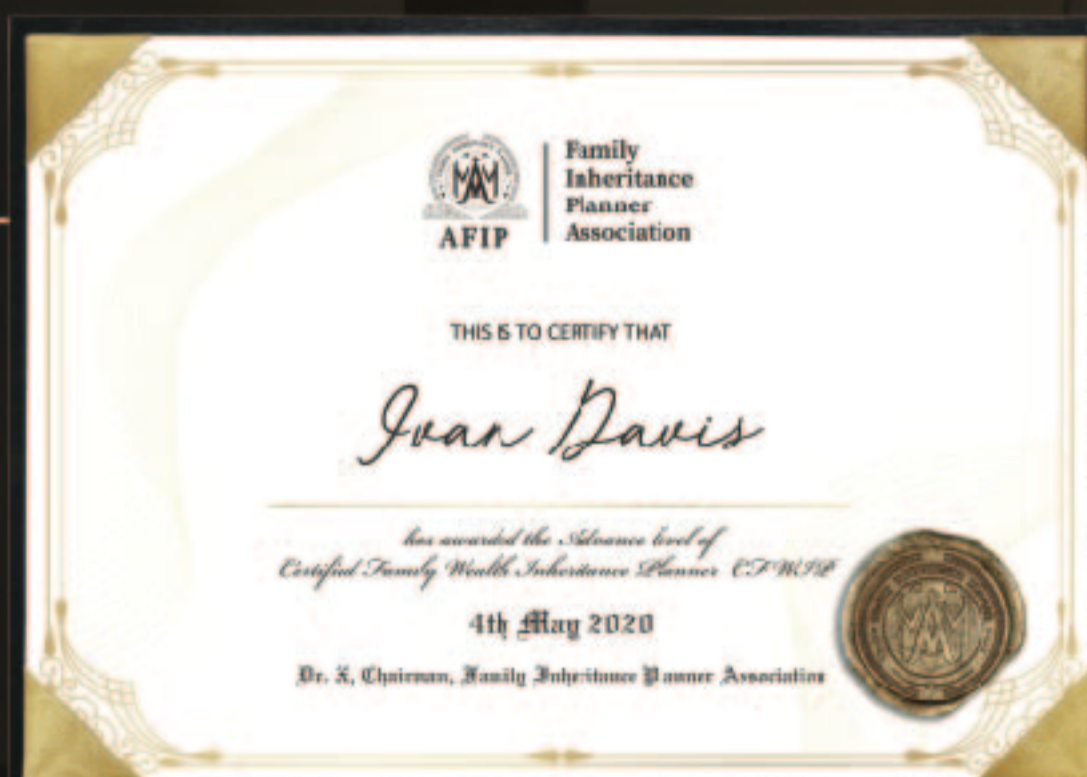 AFIP
Family
Inheritance
Planner
Association
THIS IS TO CERTIFY THAT
Ivan Davis
has awarded the Advance level of
Certified Family Wealth Inheritance Planner CFWIP
4th May 2020
Dr. X, Chairman, Family Inheritance Panner Association